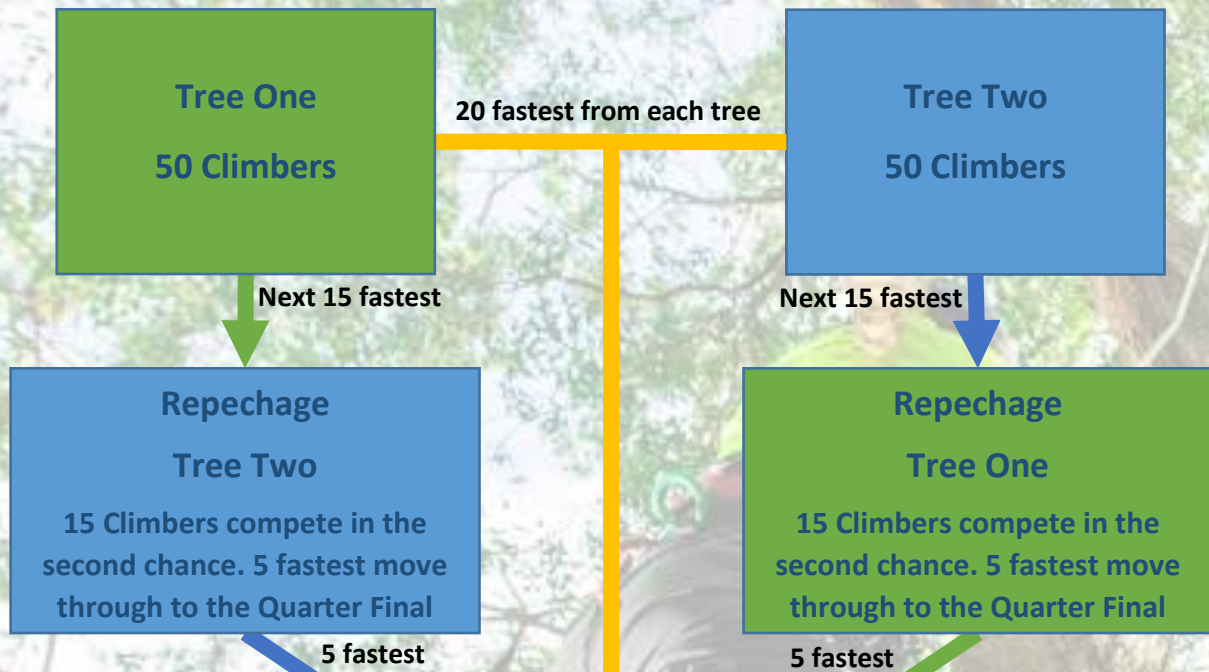 Tree One
50 Climbers
20 fastest from each tree
Tree Two
50 Climbers
Next 15 fastest
Next 15 fastest
Repechage
Tree Two
15 Climbers compete in the
second chance. 5 fastest move
through to the Quarter Final
Repechage
Tree One
15 Climbers compete in the
second chance. 5 fastest move
through to the Quarter Final
5 fastest
5 fastest